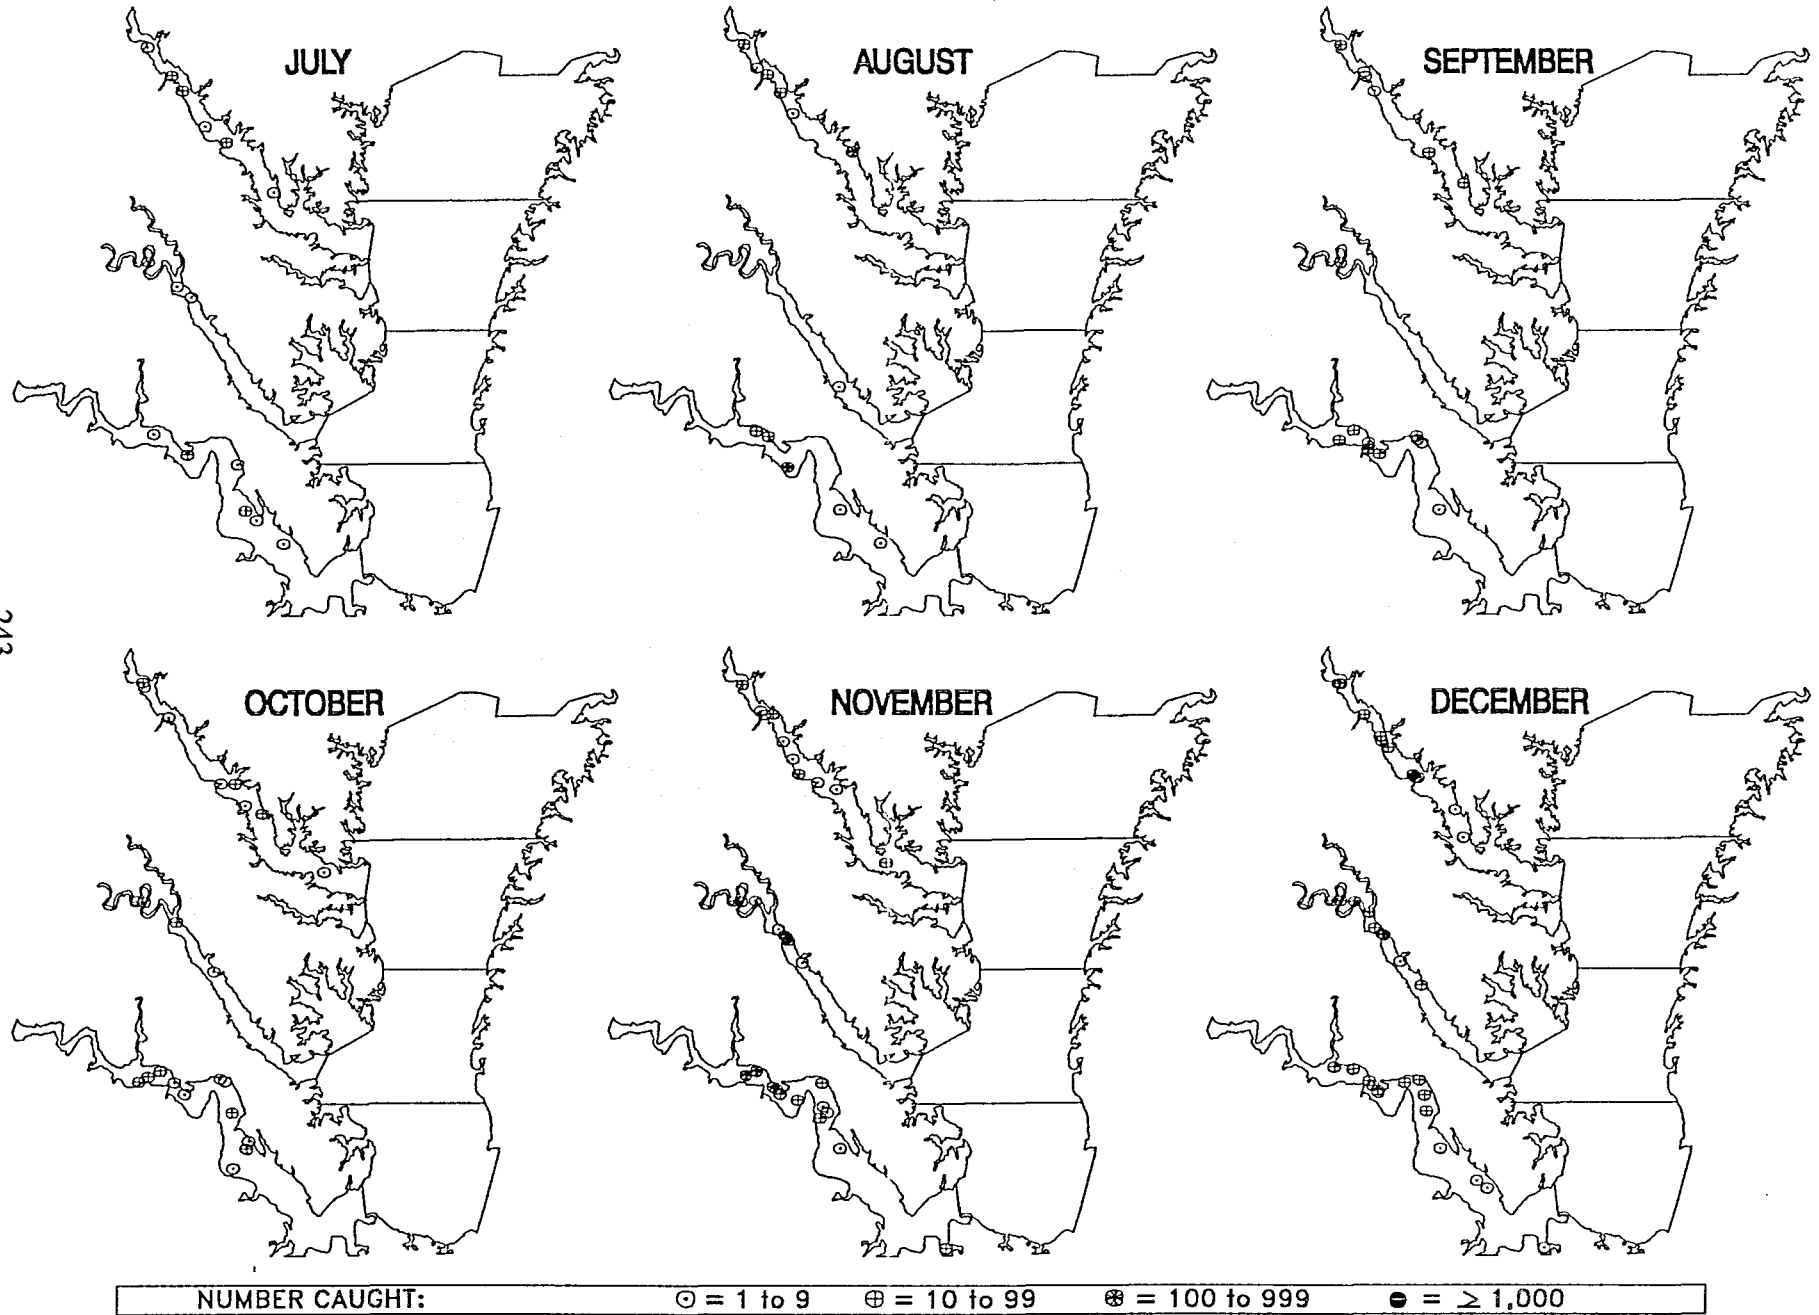 JULY
AUGUST
SEPTEMBER
243
OCTOBER
NOVEMBER
DECEMBER
NUMBER CAUGHT: ⊙ = 1 to 9 ⊕ = 10 to 99 ⊛ = 100 to 999 ● = ≥ 1,000